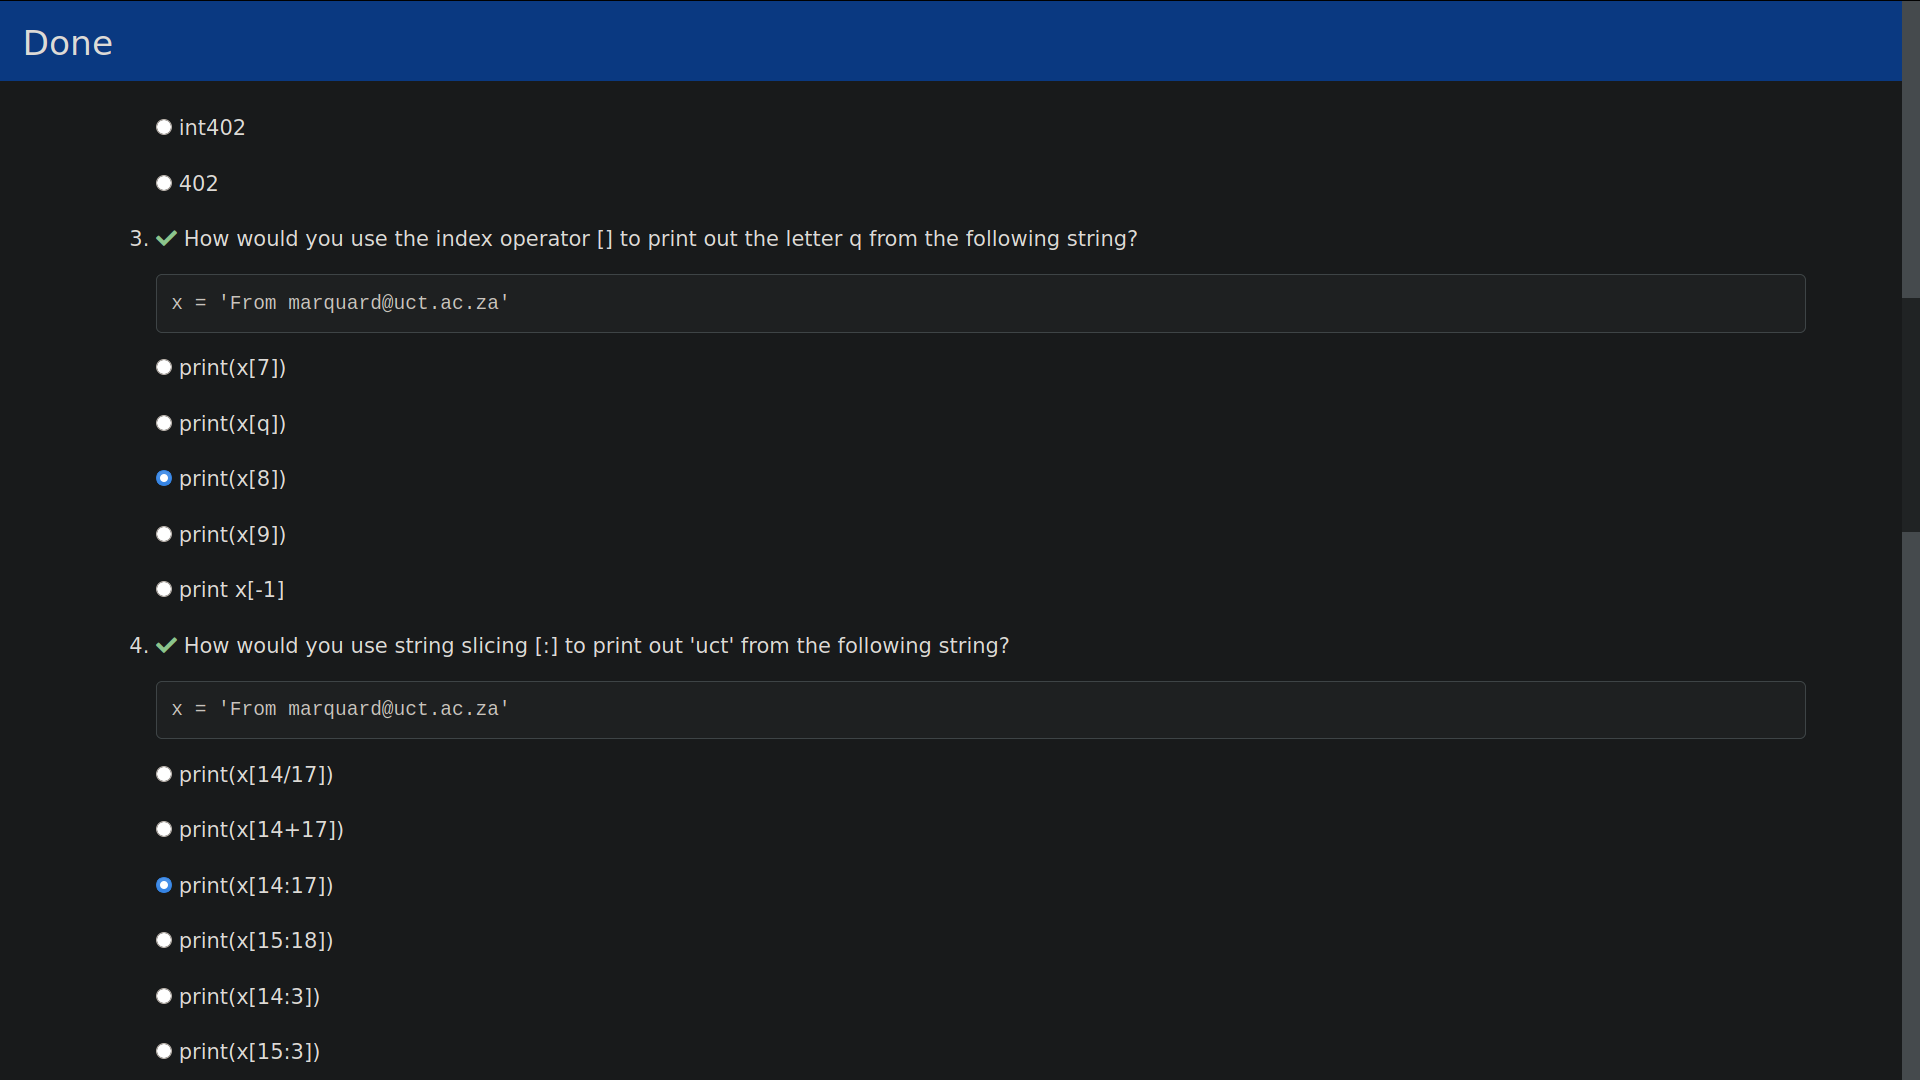 Done
int402
402
3. How would you use the index operator [] to print out the letter q from the following string?
x = 'From marquard@uct.ac.za'
print(x[7])
print(x[q])
print(x[8])
print(x[9])
print x[-1]
4. How would you use string slicing [:] to print out 'uct' from the following string?
x = 'From marquard@uct.ac.za'
print(x[14/17])
print(x[14+17])
print(x[14:17])
print(x[15:18])
print(x[14:3])
print(x[15:3])